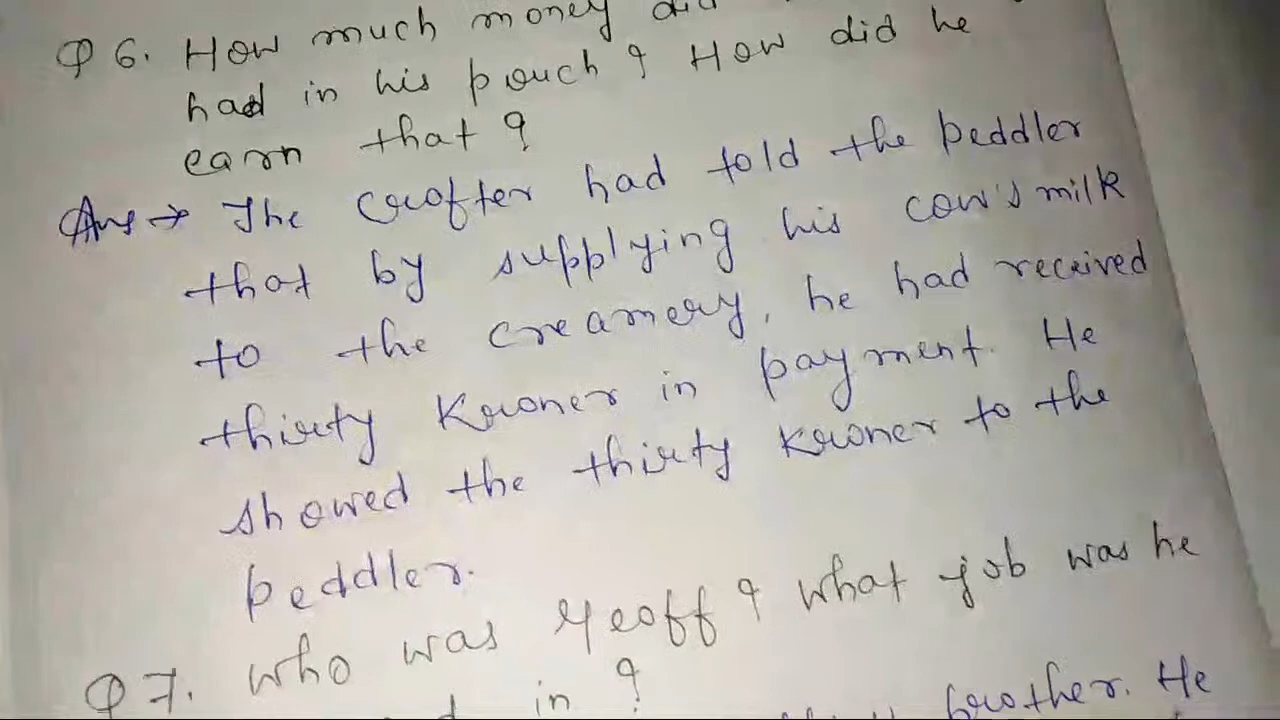 Q 6. How much money did
had in his pouch? How did he
earn that?
Ans → The Crofter had told the peddler
that by supplying his cow's milk
to the creamery, he had received
thirty Kroner in payment. He
showed the thirty Kroner to the
peddler.
Q 7. Who was Geoff? What job was he
in?
brother. He